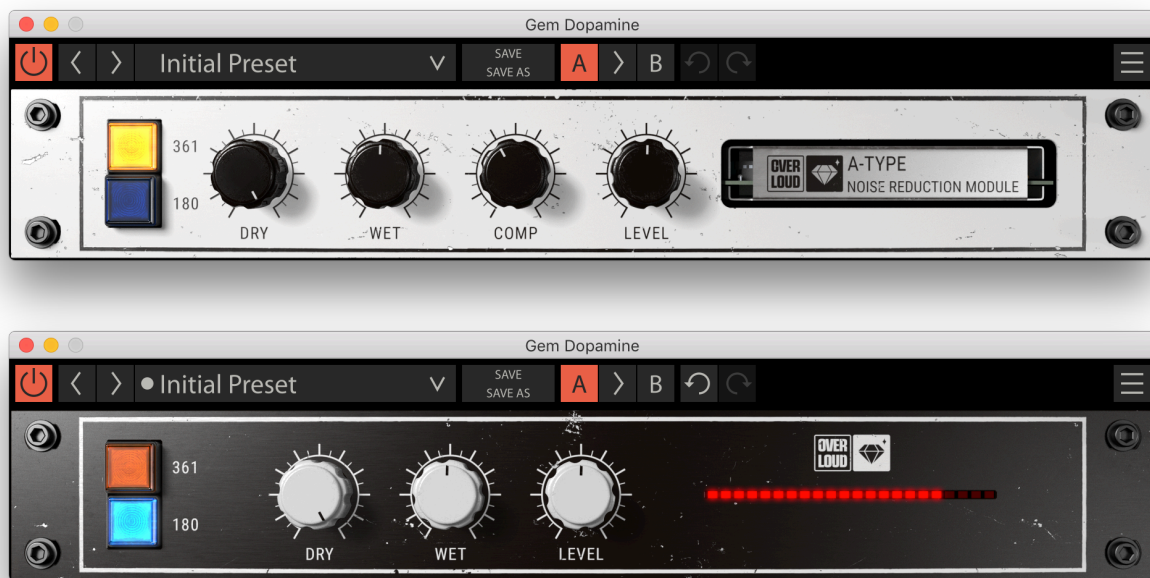 Gem Dopamine
Initial Preset
SAVE
SAVE AS
A
B
361
180
DRY
WET
COMP
LEVEL
OVER
LOUD
A-TYPE
NOISE REDUCTION MODULE
Gem Dopamine
Initial Preset
SAVE
SAVE AS
A
B
361
180
DRY
WET
LEVEL
OVER
LOUD